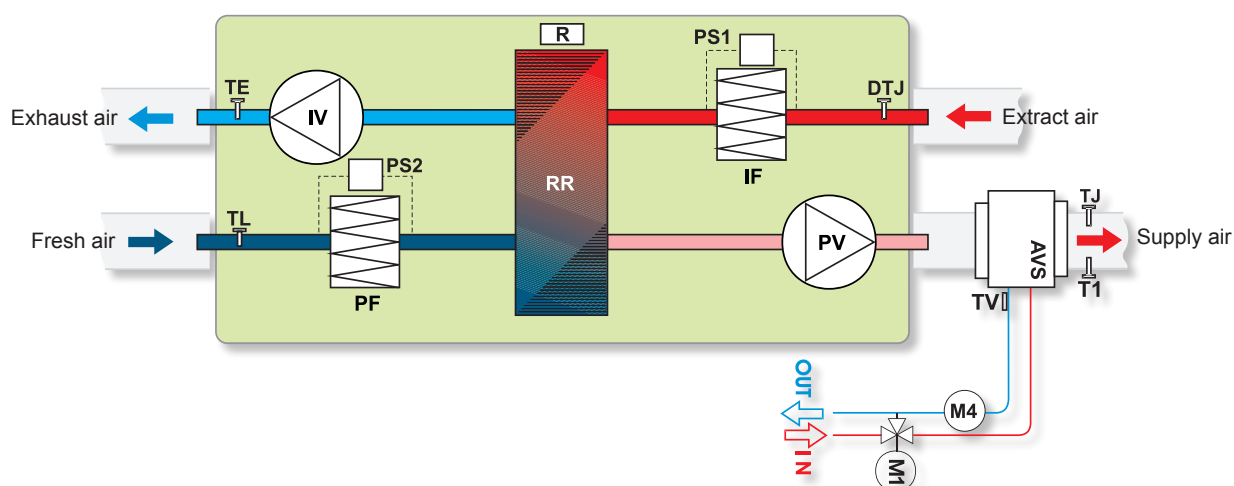 R
PS1
TE
DTJ
Exhaust air
IV
Extract air
IF
PS2
RR
TL
TJ
Fresh air
PV
AVS
Supply air
PF
TV
T1
OUT
M4
IN
M1